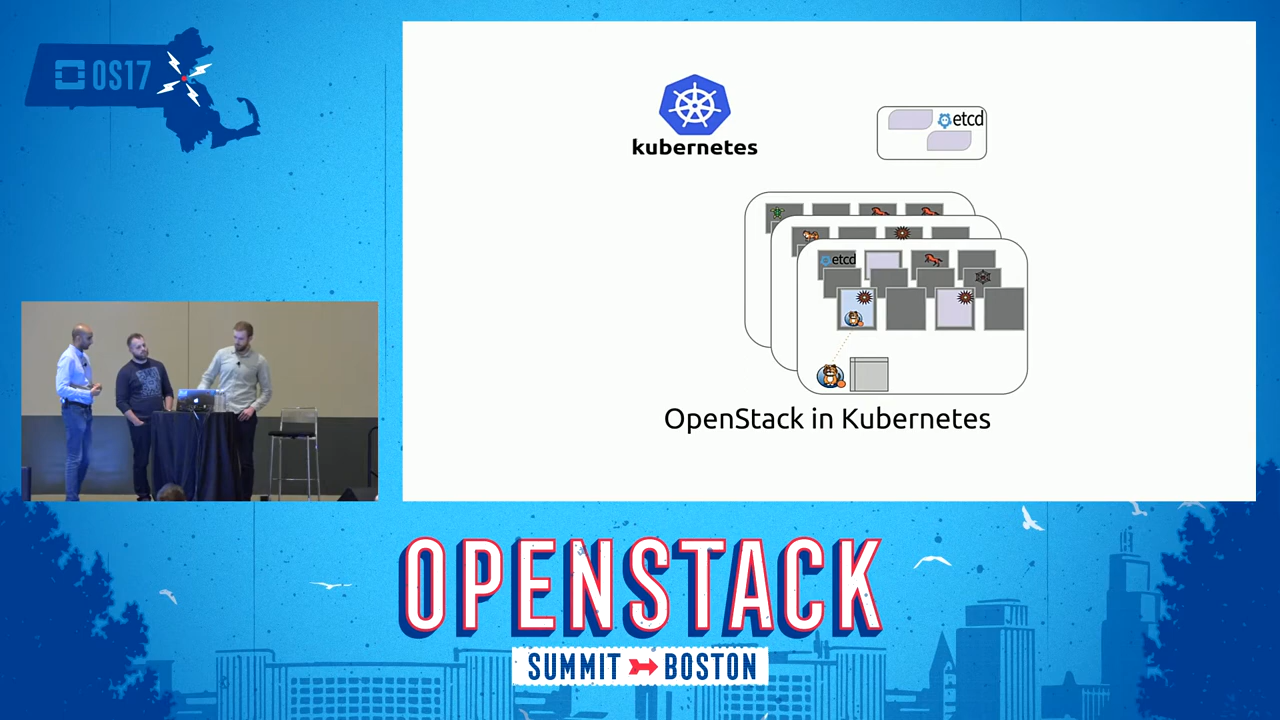 OS17
kubernetes
etcd
etcd
OpenStack in Kubernetes
OPENSTACK
SUMMIT BOSTON